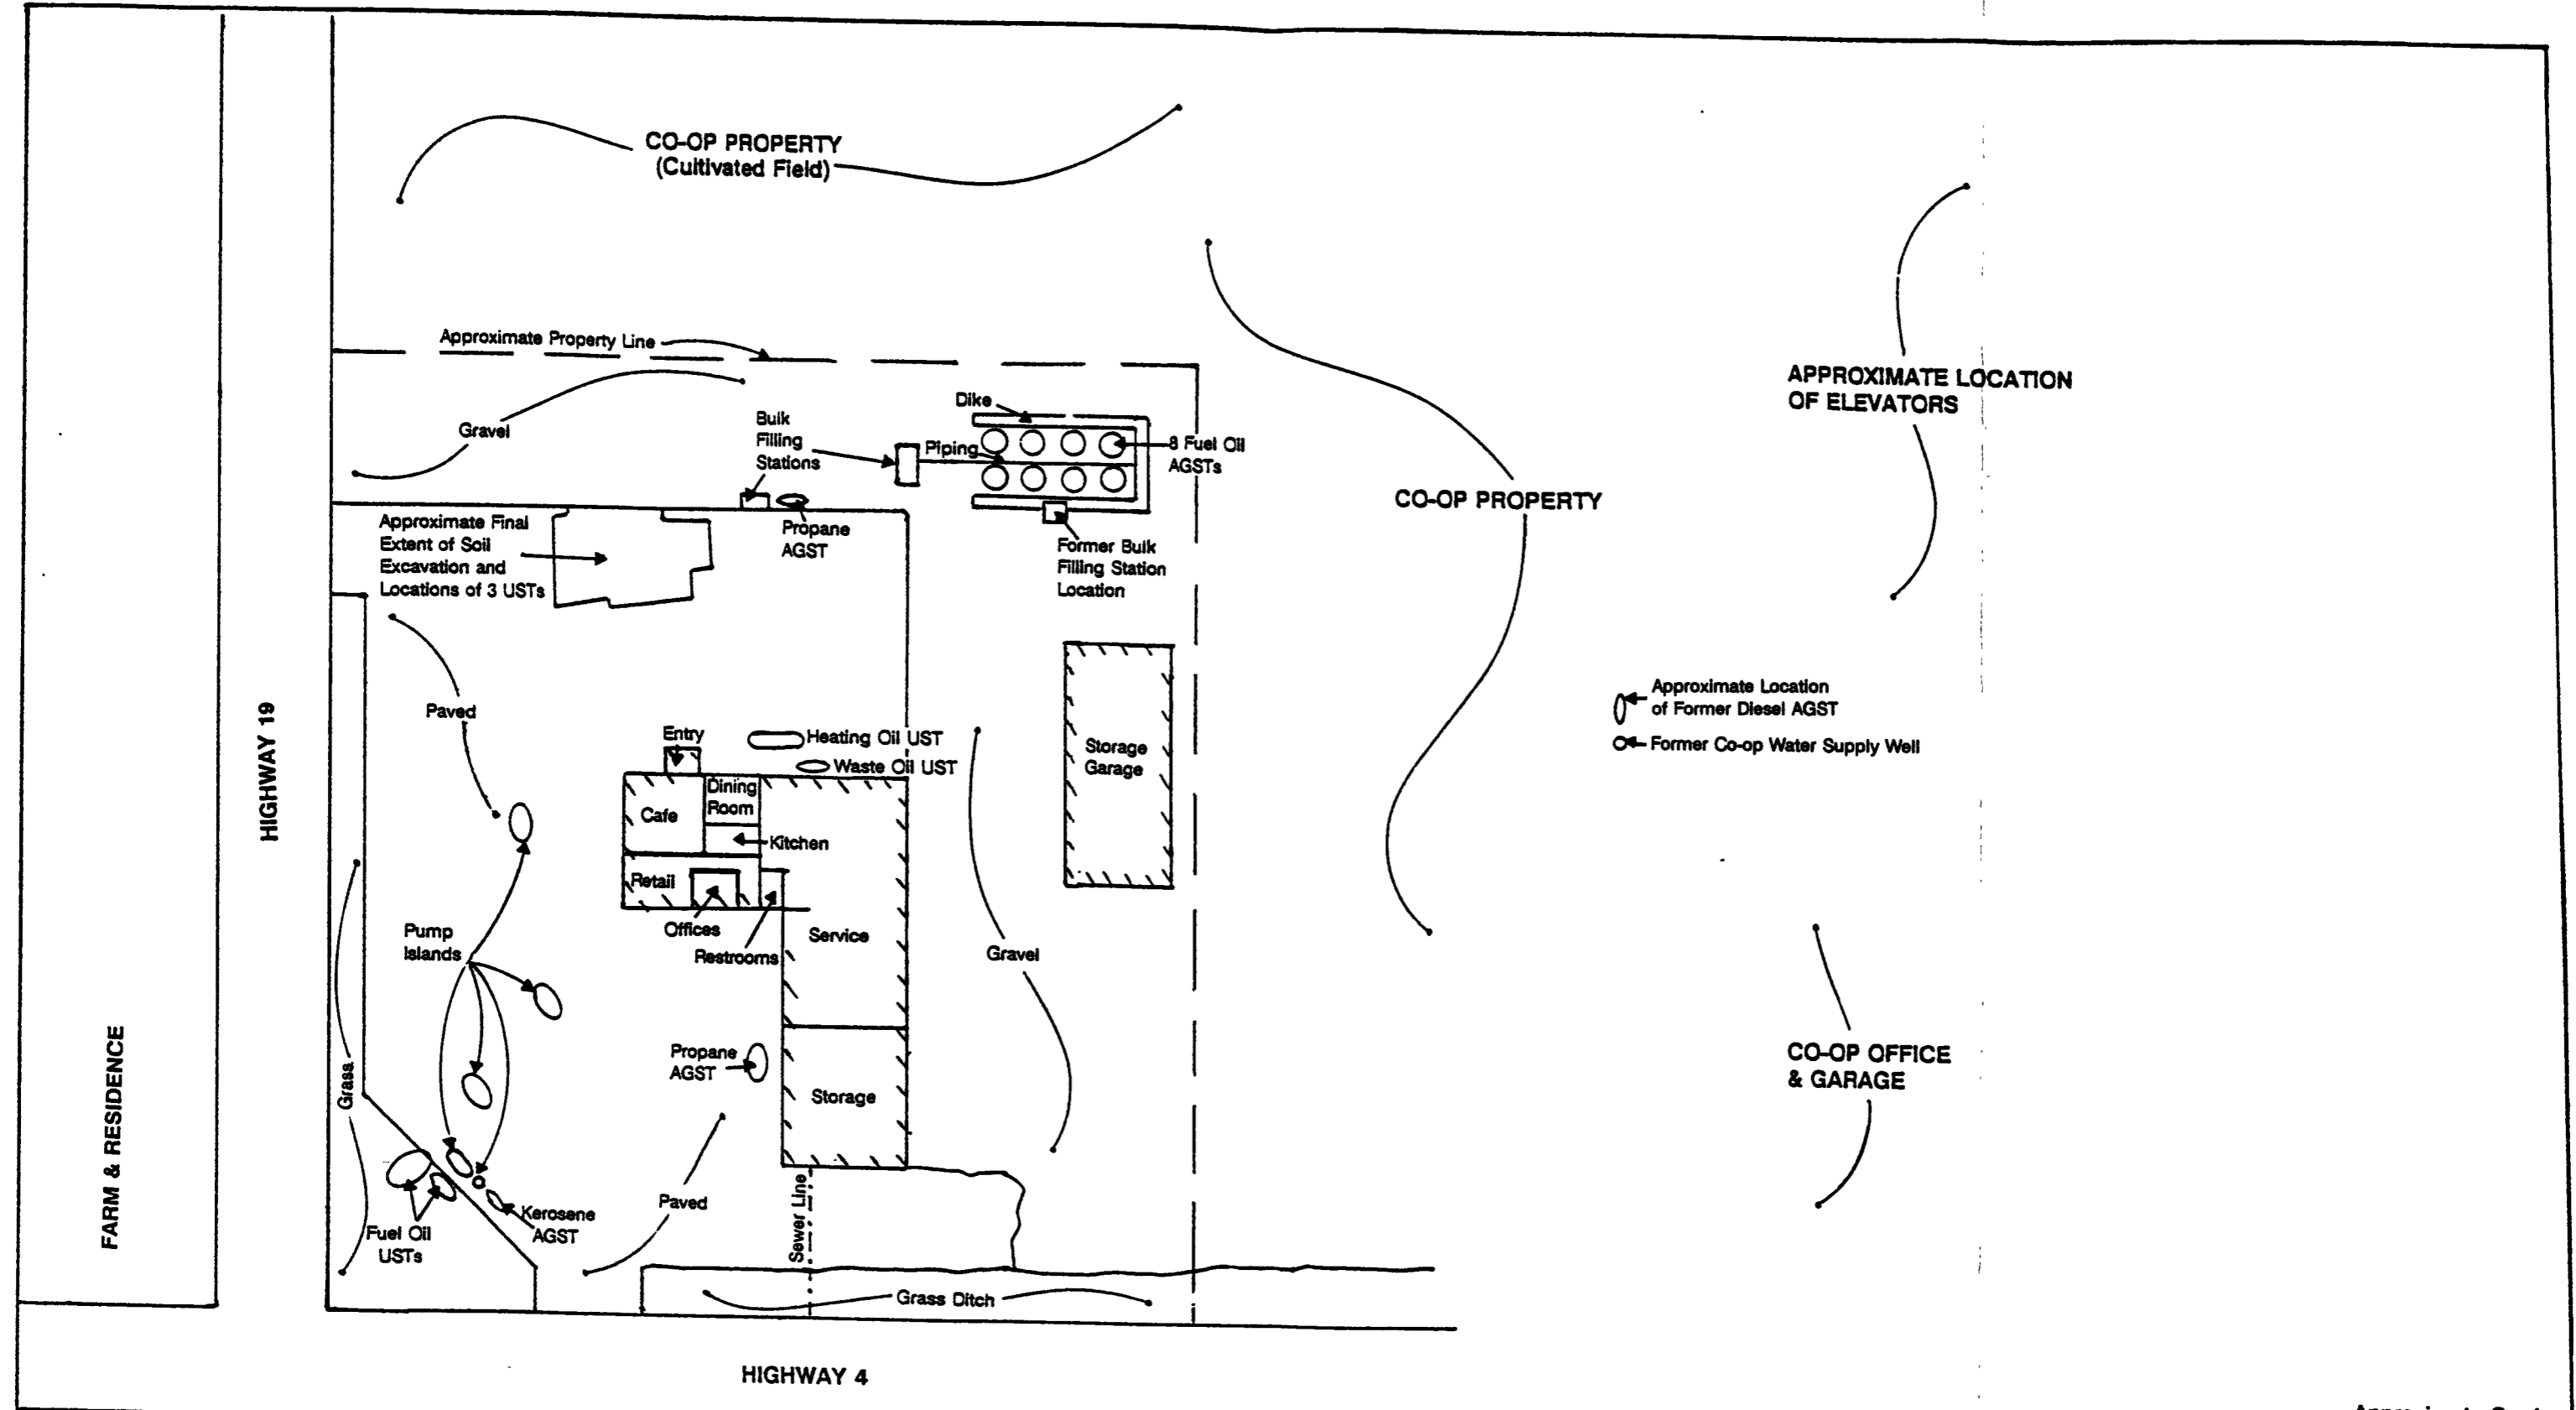 CO-OP PROPERTY
(Cultivated Field)
Approximate Property Line
Gravel
Bulk
Filling
Stations
Dike
Piping
8 Fuel Oil
AGSTs
Propane
AGST
Former Bulk
Filling Station
Location
Approximate Final
Extent of Soil
Excavation and
Locations of 3 USTs
CO-OP PROPERTY
APPROXIMATE LOCATION
OF ELEVATORS
Approximate Location
of Former Diesel AGST
Former Co-op Water Supply Well
Paved
HIGHWAY 19
Entry
Heating Oil UST
Waste Oil UST
Dining
Room
Cafe
Kitchen
Retail
Offices
Restrooms
Service
Storage
Garage
Gravel
Pump
Islands
Propane
AGST
Storage
CO-OP OFFICE
& GARAGE
FARM & RESIDENCE
Grass
Fuel Oil
USTs
Kerosene
AGST
Paved
Sewer Line
Grass Ditch
HIGHWAY 4